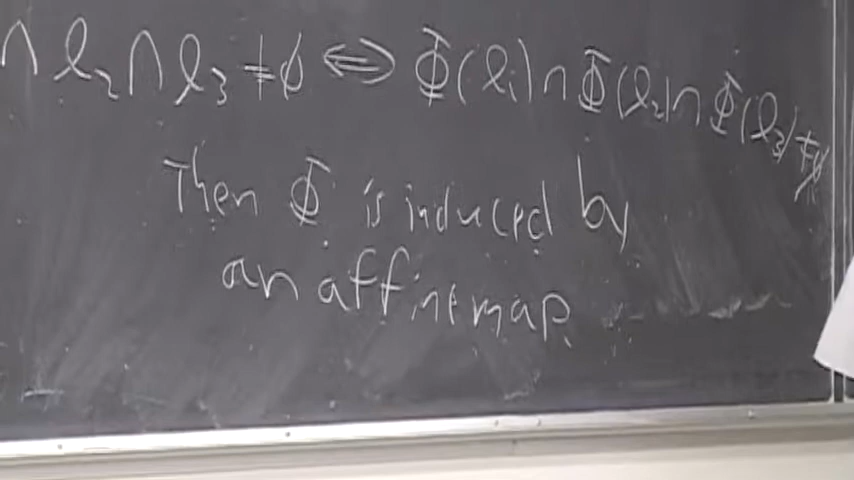 ∩ l₂ ∩ l₃ ≠ ∅ ⟺ Φ(l₁) ∩ Φ(l₂) ∩ Φ(l₃) ≠ ∅
Then Φ is induced by
an affine map.